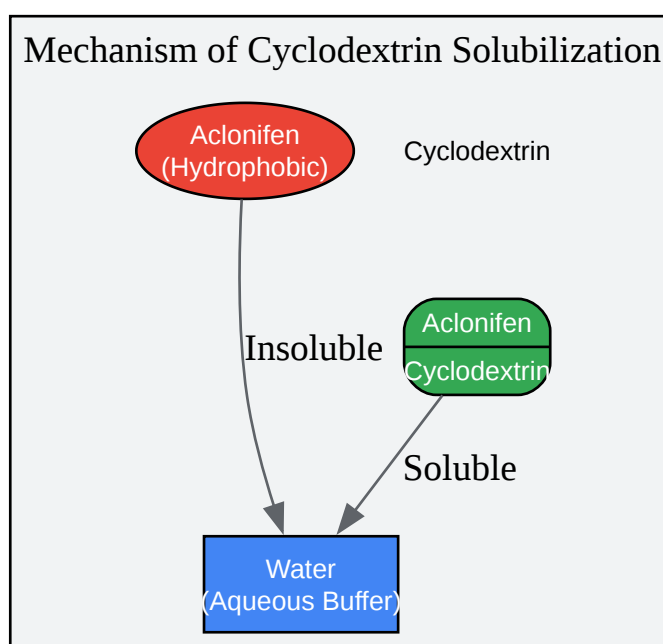 Mechanism of Cyclodextrin Solubilization
Aclonifen
(Hydrophobic)
Cyclodextrin
Insoluble
Aclonifen
Cyclodextrin
Soluble
Water
(Aqueous Buffer)